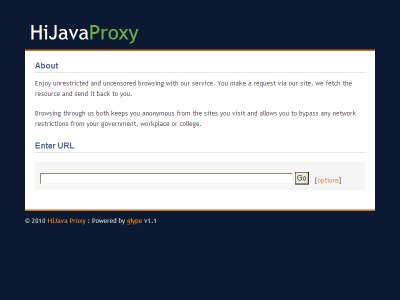 HiJavaProxy
About
Enjoy unrestricted and uncensored browsing with our service. You make a request via our site, we fetch the
resource and send it back to you.
Browsing through us both keeps you anonymous from the sites you visit and allows you to bypass any network
restrictions from your government, workplace or college.
Enter URL
Go [options]
© 2010 HiJava Proxy : Powered by glype v1.1